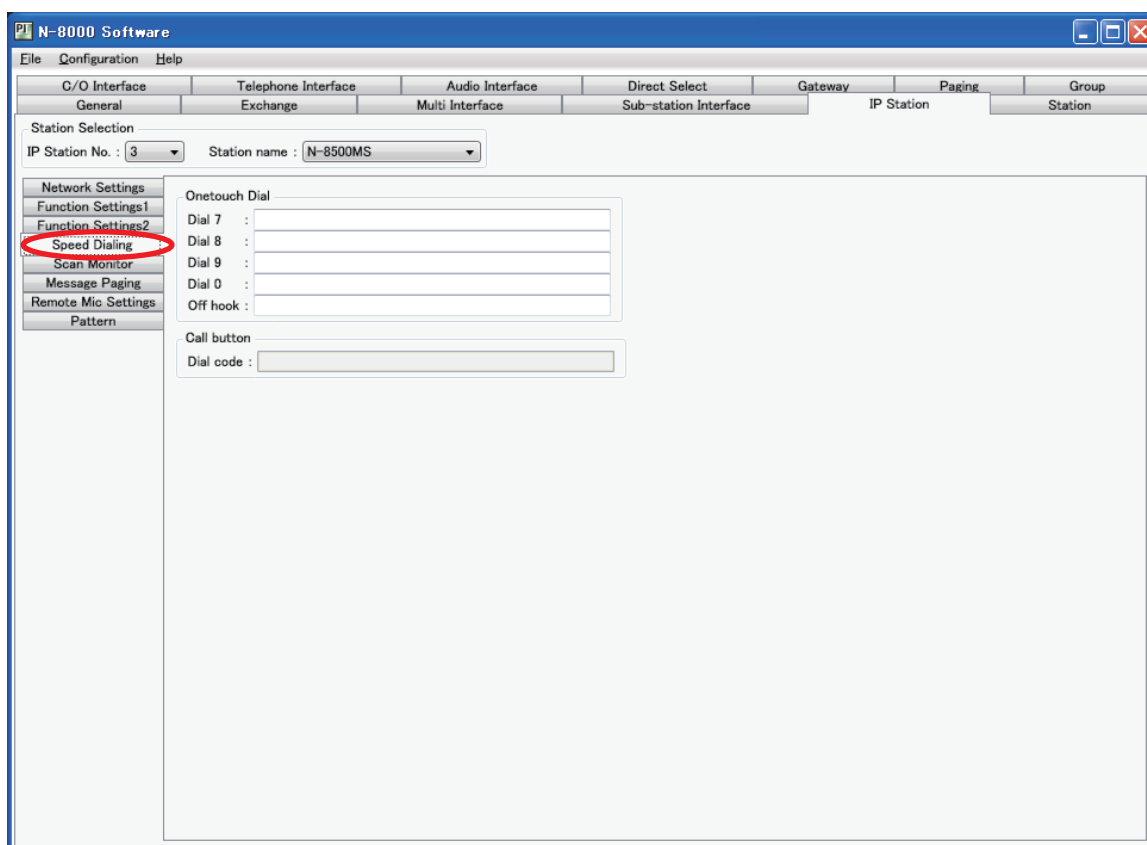 N-8000 Software
File Configuration Help
C/O Interface Telephone Interface Audio Interface Direct Select Gateway Paging Group
General Exchange Multi Interface Sub-station Interface IP Station Station
Station Selection
IP Station No. : 3 Station name : N-8500MS
Network Settings
Function Settings1
Function Settings2
Speed Dialing
Scan Monitor
Message Paging
Remote Mic Settings
Pattern
Onetouch Dial
Dial 7 :
Dial 8 :
Dial 9 :
Dial 0 :
Off hook :
Call button
Dial code :